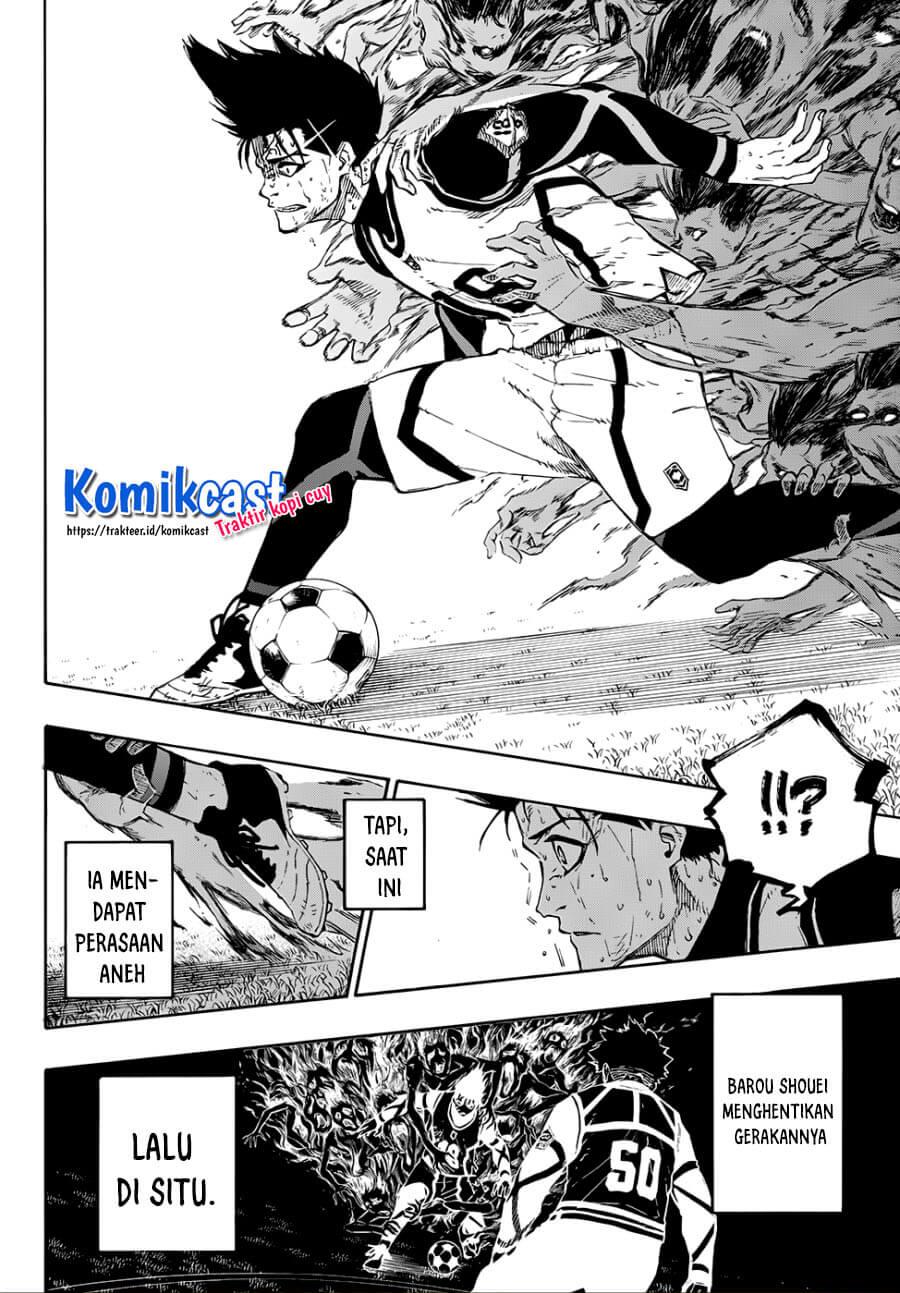 Komikcast
Traktir kopi cuy
https://trakteer.id/komikcast
!!?
TAPI,
SAAT
INI
IA MEN-
DAPAT
PERASAAN
ANEH
BAROU SHOUEI
MENGHENTIKAN
GERAKANNYA
50
LALU
DI SITU.